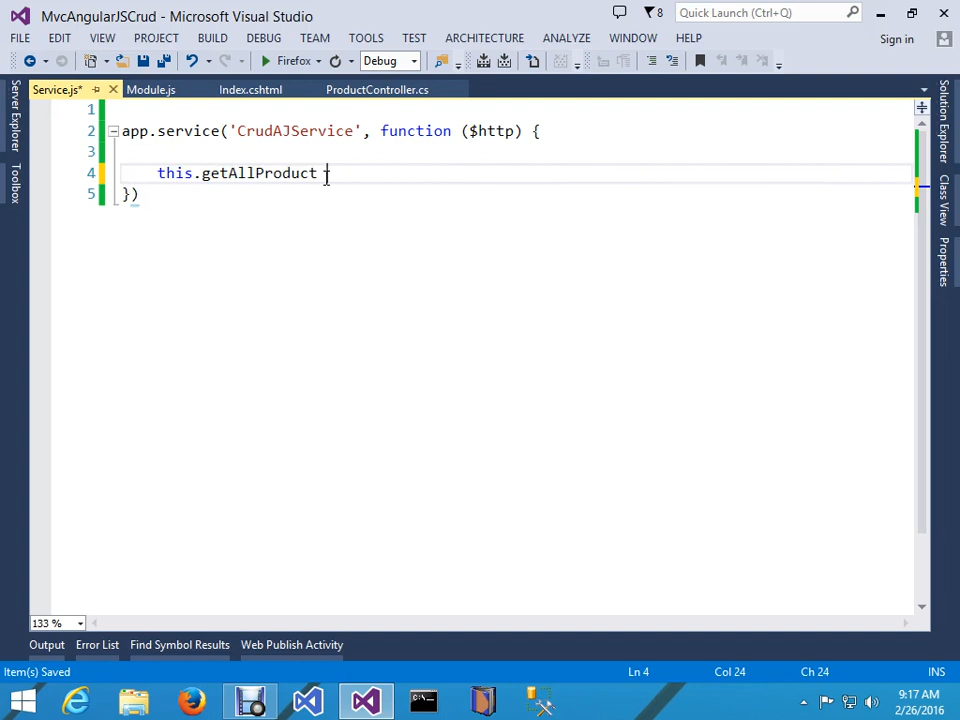 MvcAngularJSCrud - Microsoft Visual Studio
8
Quick Launch (Ctrl+Q)
FILE EDIT VIEW PROJECT BUILD DEBUG TEAM TOOLS TEST ARCHITECTURE ANALYZE WINDOW HELP
Sign in
Firefox
Debug
Service.js*
Module.js
Index.cshtml
ProductController.cs
Server Explorer
Toolbox
Solution Explorer
Class View
Properties
1
2 app.service('CrudAJService', function ($http) {
3
4 this.getAllProduct
5 })
133 %
Output Error List Find Symbol Results Web Publish Activity
Item(s) Saved
Ln 4 Col 24 Ch 24 INS
C:\_
9:17 AM
2/26/2016